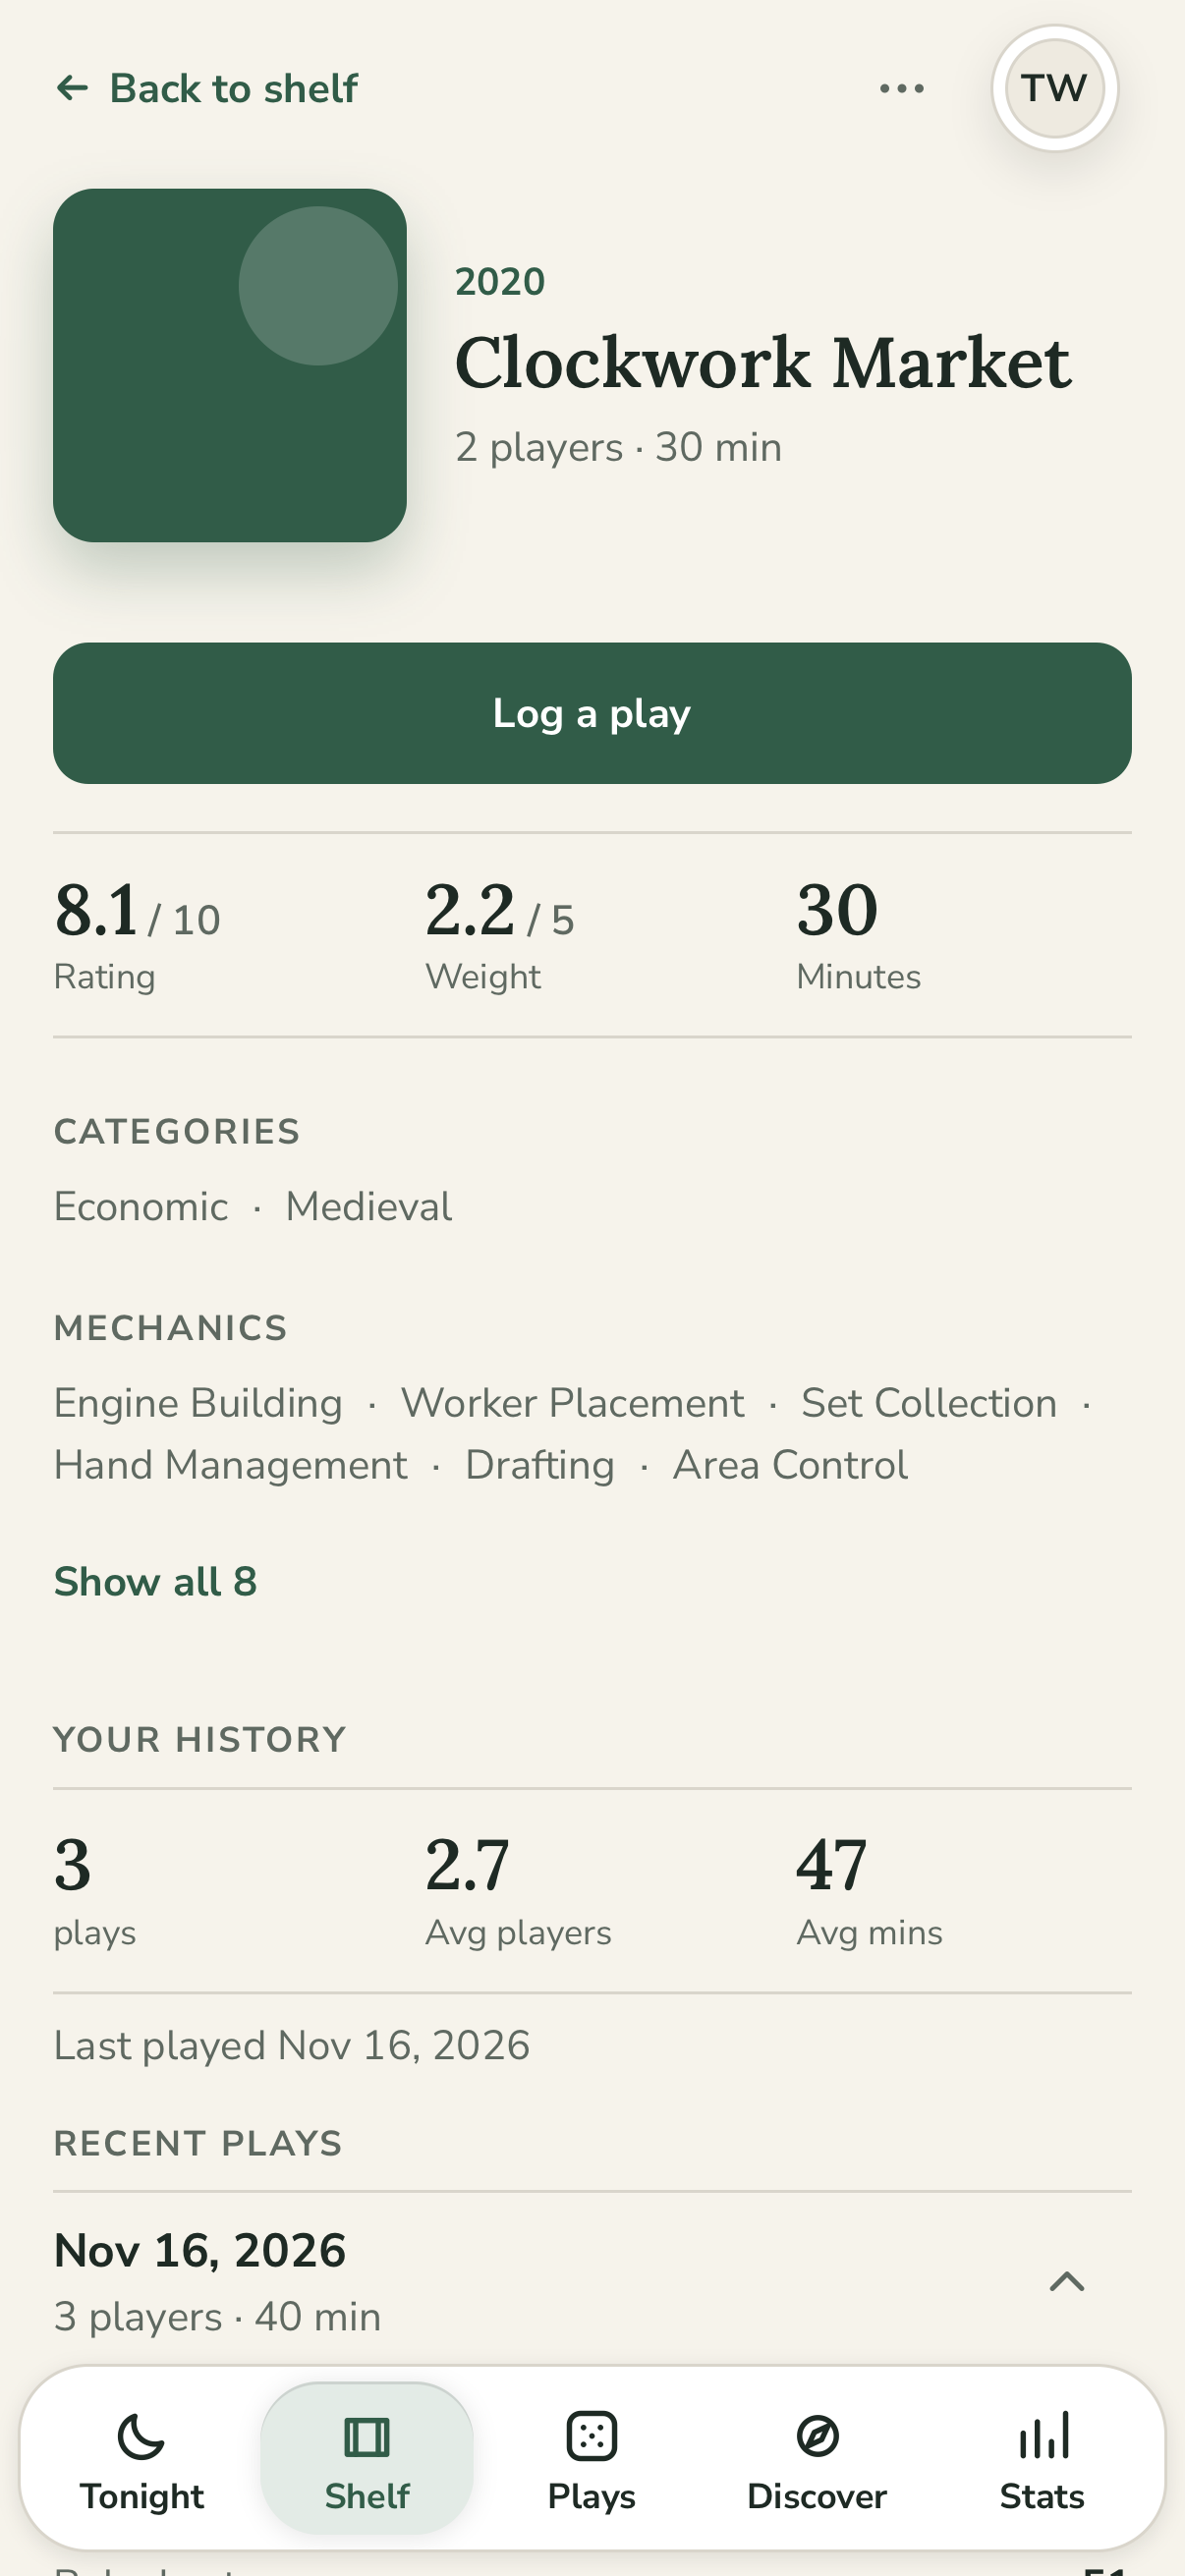 ← Back to shelf
TW
2020
Clockwork Market
2 players · 30 min
Log a play
8.1 / 10
Rating
2.2 / 5
Weight
30
Minutes
CATEGORIES
Economic · Medieval
MECHANICS
Engine Building · Worker Placement · Set Collection ·
Hand Management · Drafting · Area Control
Show all 8
YOUR HISTORY
3
plays
2.7
Avg players
47
Avg mins
Last played Nov 16, 2026
RECENT PLAYS
Nov 16, 2026
3 players · 40 min
Tonight
Shelf
Plays
Discover
Stats